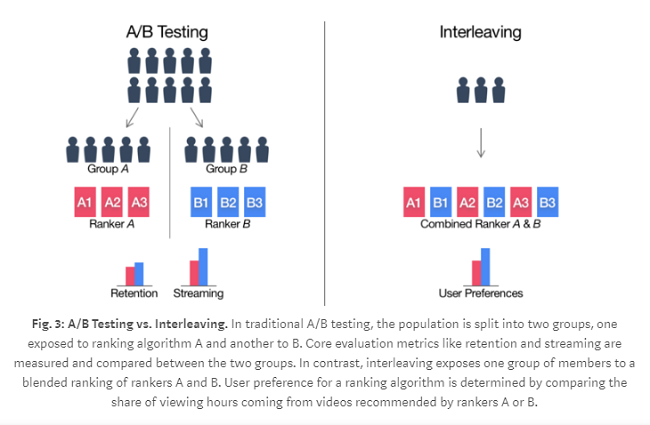 A/B Testing
Interleaving
Group A
Group B
A1 A2 A3
B1 B2 B3
A1 B1 A2 B2 A3 B3
Ranker A
Ranker B
Combined Ranker A & B
Retention
Streaming
User Preferences
Fig. 3: A/B Testing vs. Interleaving. In traditional A/B testing, the population is split into two groups, one
exposed to ranking algorithm A and another to B. Core evaluation metrics like retention and streaming are
measured and compared between the two groups. In contrast, interleaving exposes one group of members to a
blended ranking of rankers A and B. User preference for a ranking algorithm is determined by comparing the
share of viewing hours coming from videos recommended by rankers A or B.